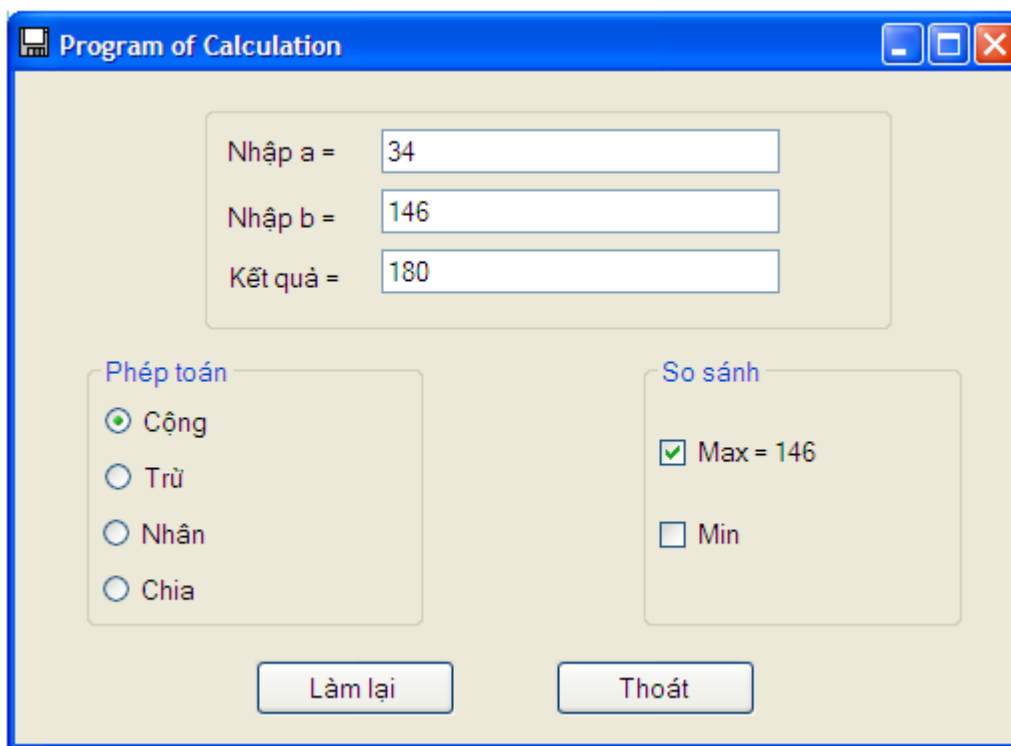 Program of Calculation
Nhập a = 34
Nhập b = 146
Kết quả = 180
Phép toán
Cộng
Trừ
Nhân
Chia
So sánh
Max = 146
Min
Làm lại Thoát